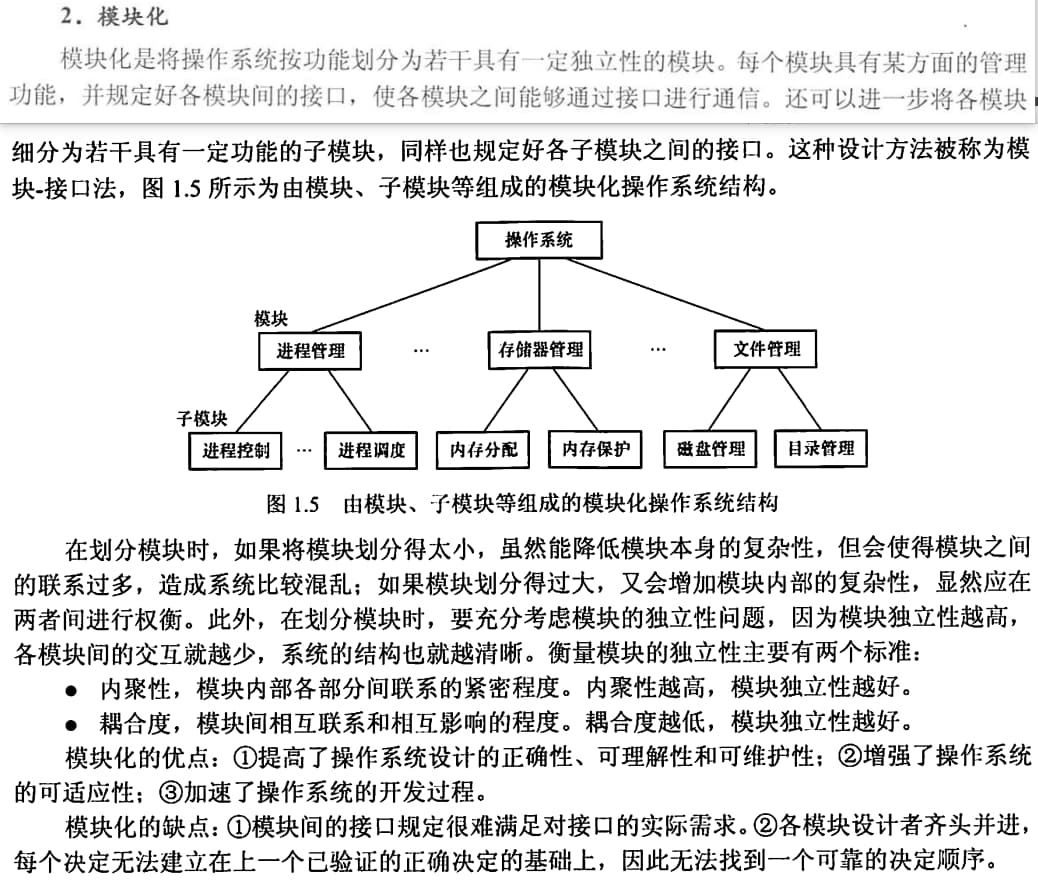 2．模块化
模块化是将操作系统按功能划分为若干具有一定独立性的模块。每个模块具有某方面的管理
功能，并规定好各模块间的接口，使各模块之间能够通过接口进行通信。还可以进一步将各模块
细分为若干具有一定功能的子模块，同样也规定好各子模块之间的接口。这种设计方法被称为模
块-接口法，图 1.5 所示为由模块、子模块等组成的模块化操作系统结构。
操作系统
模块
进程管理 … 存储器管理 … 文件管理
子模块
进程控制 … 进程调度 内存分配 内存保护 磁盘管理 目录管理
图 1.5 由模块、子模块等组成的模块化操作系统结构
在划分模块时，如果将模块划分得太小，虽然能降低模块本身的复杂性，但会使得模块之间
的联系过多，造成系统比较混乱；如果模块划分得过大，又会增加模块内部的复杂性，显然应在
两者间进行权衡。此外，在划分模块时，要充分考虑模块的独立性问题，因为模块独立性越高，
各模块间的交互就越少，系统的结构也就越清晰。衡量模块的独立性主要有两个标准：
● 内聚性，模块内部各部分间联系的紧密程度。内聚性越高，模块独立性越好。
● 耦合度，模块间相互联系和相互影响的程度。耦合度越低，模块独立性越好。
模块化的优点：①提高了操作系统设计的正确性、可理解性和可维护性；②增强了操作系统
的可适应性；③加速了操作系统的开发过程。
模块化的缺点：①模块间的接口规定很难满足对接口的实际需求。②各模块设计者齐头并进，
每个决定无法建立在上一个已验证的正确决定的基础上，因此无法找到一个可靠的决定顺序。